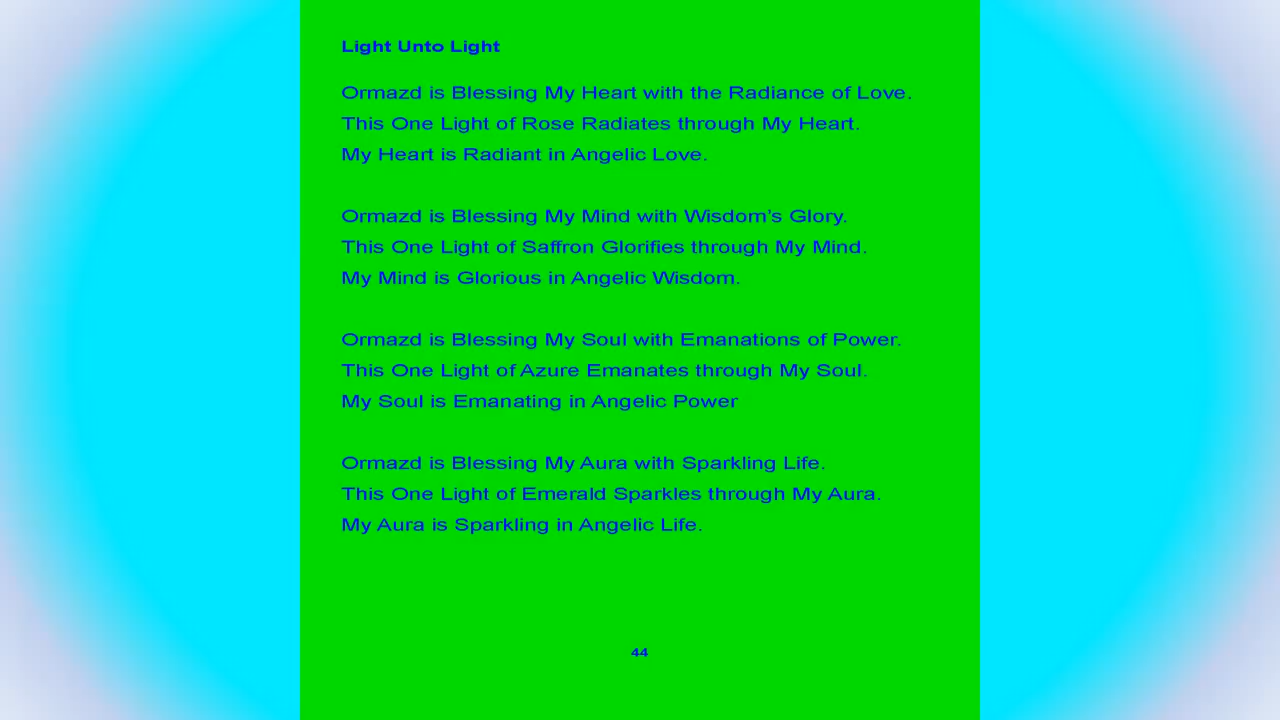 Light Unto Light
Ormazd is Blessing My Heart with the Radiance of Love.
This One Light of Rose Radiates through My Heart.
My Heart is Radiant in Angelic Love.
Ormazd is Blessing My Mind with Wisdom’s Glory.
This One Light of Saffron Glorifies through My Mind.
My Mind is Glorious in Angelic Wisdom.
Ormazd is Blessing My Soul with Emanations of Power.
This One Light of Azure Emanates through My Soul.
My Soul is Emanating in Angelic Power
Ormazd is Blessing My Aura with Sparkling Life.
This One Light of Emerald Sparkles through My Aura.
My Aura is Sparkling in Angelic Life.
44